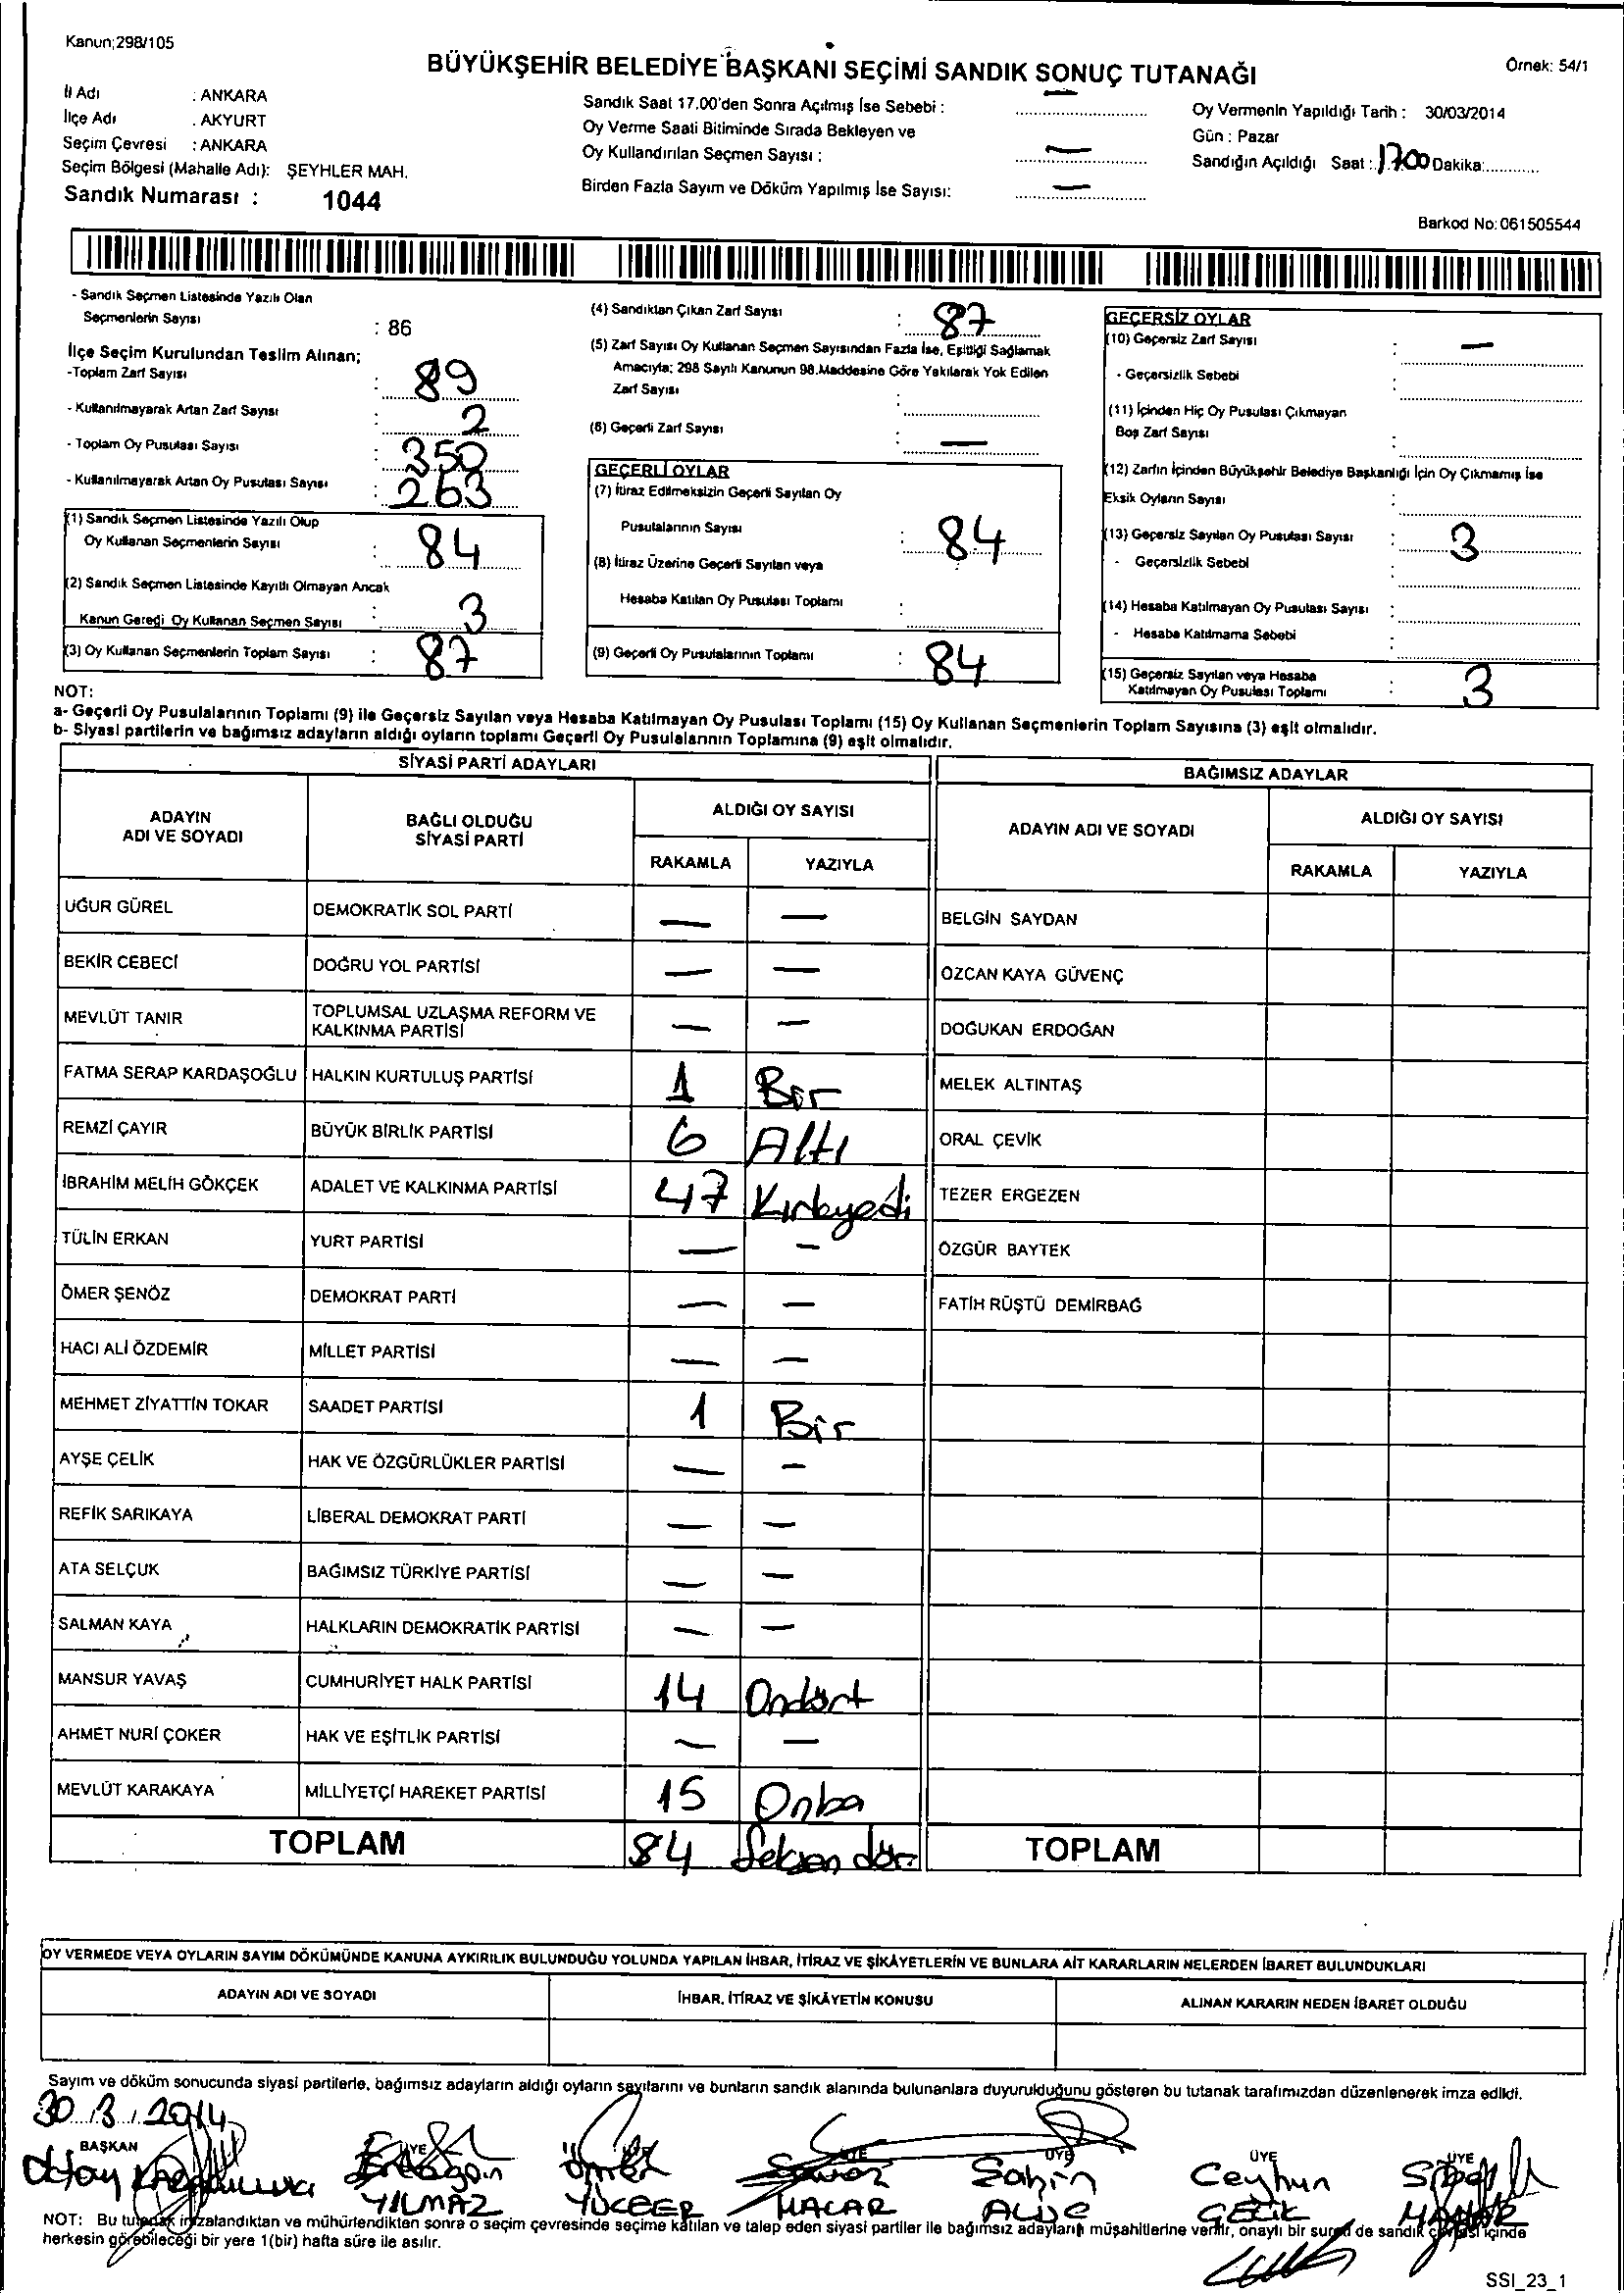 Kanun;298/105
BÜYÜKŞEHİR BELEDİYE BAŞKANI SEÇİMİ SANDIK SONUÇ TUTANAĞI
Örnek: 54/1
İl Adı : ANKARA
İlçe Adı : AKYURT
Seçim Çevresi : ANKARA
Seçim Bölgesi (Mahalle Adı): ŞEYHLER MAH.
Sandık Numarası : 1044
Sandık Saat 17.00'den Sonra Açılmış İse Sebebi : —
Oy Verme Saati Bitiminde Sırada Bekleyen ve
Oy Kullandırılan Seçmen Sayısı : —
Birden Fazla Sayım ve Döküm Yapılmış İse Sayısı: —
Oy Vermenin Yapıldığı Tarih : 30/03/2014
Gün : Pazar
Sandığın Açıldığı Saat : 1700 Dakika:
Barkod No: 061505544
- Sandık Seçmen Listesinde Yazılı Olan
Seçmenlerin Sayısı : 86
İlçe Seçim Kurulundan Teslim Alınan;
-Toplam Zarf Sayısı : 89
- Kullanılmayarak Artan Zarf Sayısı : 2
- Toplam Oy Pusulası Sayısı : 350
- Kullanılmayarak Artan Oy Pusulası Sayısı : 263
(1) Sandık Seçmen Listesinde Yazılı Olup
Oy Kullanan Seçmenlerin Sayısı : 84
(2) Sandık Seçmen Listesinde Kayıtlı Olmayan Ancak
Kanun Gereği Oy Kullanan Seçmen Sayısı : 3
(3) Oy Kullanan Seçmenlerin Toplam Sayısı : 87
(4) Sandıktan Çıkan Zarf Sayısı : 87
(5) Zarf Sayısı Oy Kullanan Seçmen Sayısından Fazla İse, Eşitliği Sağlamak
Amacıyla; 298 Sayılı Kanunun 98.Maddesine Göre Yakılarak Yok Edilen
Zarf Sayısı :
(6) Geçerli Zarf Sayısı : —
GEÇERLİ OYLAR
(7) İtiraz Edilmeksizin Geçerli Sayılan Oy
Pusulalarının Sayısı : 84
(8) İtiraz Üzerine Geçerli Sayılan veya
Hesaba Katılan Oy Pusulası Toplamı :
(9) Geçerli Oy Pusulalarının Toplamı : 84
GEÇERSİZ OYLAR
(10) Geçersiz Zarf Sayısı : —
- Geçersizlik Sebebi :
(11) İçinden Hiç Oy Pusulası Çıkmayan
Boş Zarf Sayısı :
(12) Zarfın İçinden Büyükşehir Belediye Başkanlığı İçin Oy Çıkmamış İse
Eksik Oyların Sayısı :
(13) Geçersiz Sayılan Oy Pusulası Sayısı : 3
- Geçersizlik Sebebi :
(14) Hesaba Katılmayan Oy Pusulası Sayısı :
- Hesaba Katılmama Sebebi :
(15) Geçersiz Sayılan veya Hesaba
Katılmayan Oy Pusulası Toplamı : 3
NOT:
a- Geçerli Oy Pusulalarının Toplamı (9) ile Geçersiz Sayılan veya Hesaba Katılmayan Oy Pusulası Toplamı (15) Oy Kullanan Seçmenlerin Toplam Sayısına (3) eşit olmalıdır.
b- Siyasi partilerin ve bağımsız adayların aldığı oyların toplamı Geçerli Oy Pusulalarının Toplamına (9) eşit olmalıdır.
SİYASİ PARTİ ADAYLARI
BAĞIMSIZ ADAYLAR
ADAYIN ADI VE SOYADI
BAĞLI OLDUĞU SİYASİ PARTİ
ALDIĞI OY SAYISI
RAKAMLA YAZIYLA
ADAYIN ADI VE SOYADI
ALDIĞI OY SAYISI
RAKAMLA YAZIYLA
UĞUR GÜREL DEMOKRATİK SOL PARTİ — — BELGİN SAYDAN
BEKİR CEBECİ DOĞRU YOL PARTİSİ — — ÖZCAN KAYA GÜVENÇ
MEVLÜT TANIR TOPLUMSAL UZLAŞMA REFORM VE KALKINMA PARTİSİ — — DOĞUKAN ERDOĞAN
FATMA SERAP KARDAŞOĞLU HALKIN KURTULUŞ PARTİSİ 1 Bir MELEK ALTINTAŞ
REMZİ ÇAYIR BÜYÜK BİRLİK PARTİSİ 6 Altı ORAL ÇEVİK
İBRAHİM MELİH GÖKÇEK ADALET VE KALKINMA PARTİSİ 47 Kırkyedi TEZER ERGEZEN
TÜLİN ERKAN YURT PARTİSİ — — ÖZGÜR BAYTEK
ÖMER ŞENÖZ DEMOKRAT PARTİ — — FATİH RÜŞTÜ DEMİRBAĞ
HACI ALİ ÖZDEMİR MİLLET PARTİSİ — —
MEHMET ZİYATTİN TOKAR SAADET PARTİSİ 1 Bir
AYŞE ÇELİK HAK VE ÖZGÜRLÜKLER PARTİSİ — —
REFİK SARIKAYA LİBERAL DEMOKRAT PARTİ — —
ATA SELÇUK BAĞIMSIZ TÜRKİYE PARTİSİ — —
SALMAN KAYA HALKLARIN DEMOKRATİK PARTİSİ — —
MANSUR YAVAŞ CUMHURİYET HALK PARTİSİ 14 Ondört
AHMET NURİ ÇOKER HAK VE EŞİTLİK PARTİSİ — —
MEVLÜT KARAKAYA MİLLİYETÇİ HAREKET PARTİSİ 15 Onba
TOPLAM 84 Seksendör TOPLAM
OY VERMEDE VEYA OYLARIN SAYIM DÖKÜMÜNDE KANUNA AYKIRILIK BULUNDUĞU YOLUNDA YAPILAN İHBAR, İTİRAZ VE ŞİKÂYETLERİN VE BUNLARA AİT KARARLARIN NELERDEN İBARET BULUNDUKLARI
ADAYIN ADI VE SOYADI İHBAR, İTİRAZ VE ŞİKÂYETİN KONUSU ALINAN KARARIN NEDEN İBARET OLDUĞU
Sayım ve döküm sonucunda siyasi partilerle, bağımsız adayların aldığı oyların sayılarını ve bunların sandık alanında bulunanlara duyurulduğunu gösteren bu tutanak tarafımızdan düzenlenerek imza edildi.
30.3.2014
BAŞKAN ÜYE ÜYE ÜYE ÜYE ÜYE
Oktay Erdoğan Ömer Savaş Şahin Ceyhun Sibel
YILMAZ YÜCEER MACAR
NOT: Bu tutanak imzalandıktan ve mühürlendikten sonra o seçim çevresinde seçime katılan ve talep eden siyasi partiler ile bağımsız adayların müşahitlerine verilir, onaylı bir sureti de sandık çevresi içinde
herkesin görebileceği bir yere 1(bir) hafta süre ile asılır.
SSI_23_1